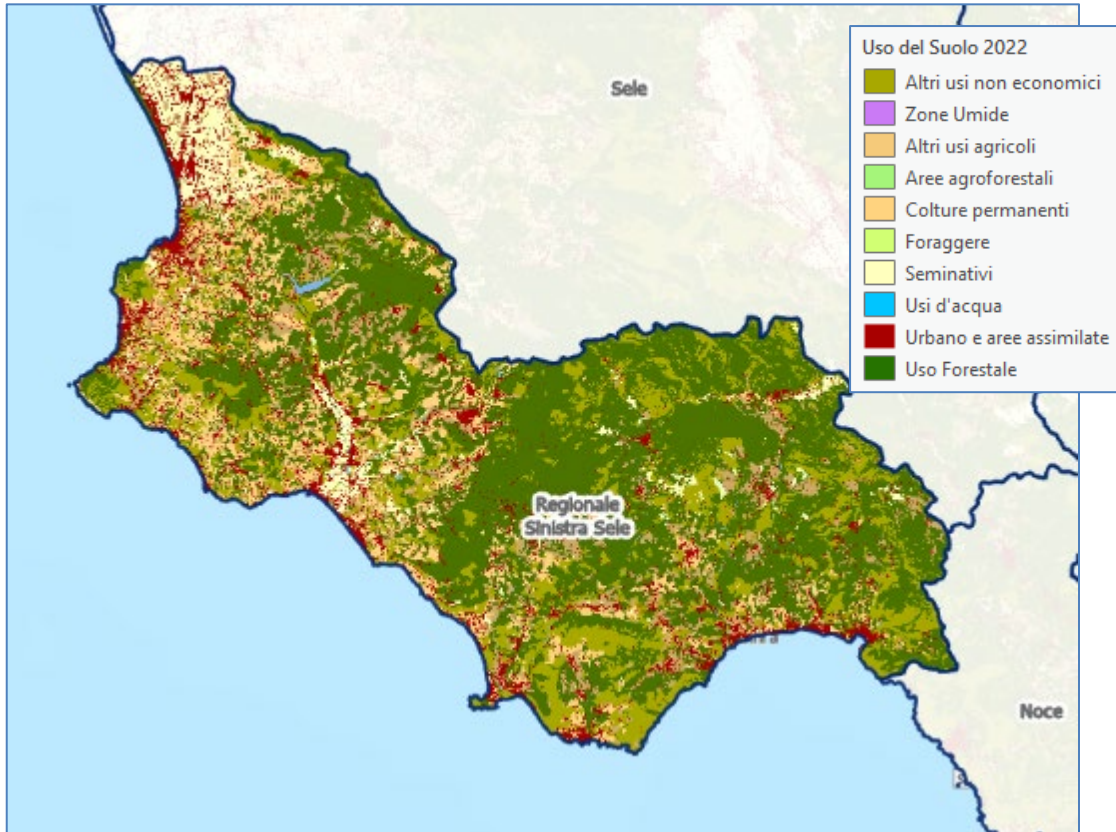 Sele
Uso del Suolo 2022
Altri usi non economici
Zone Umide
Altri usi agricoli
Aree agroforestali
Colture permanenti
Foraggere
Seminativi
Usi d'acqua
Urbano e aree assimilate
Uso Forestale
Regionale
Sinistra Sele
Noce